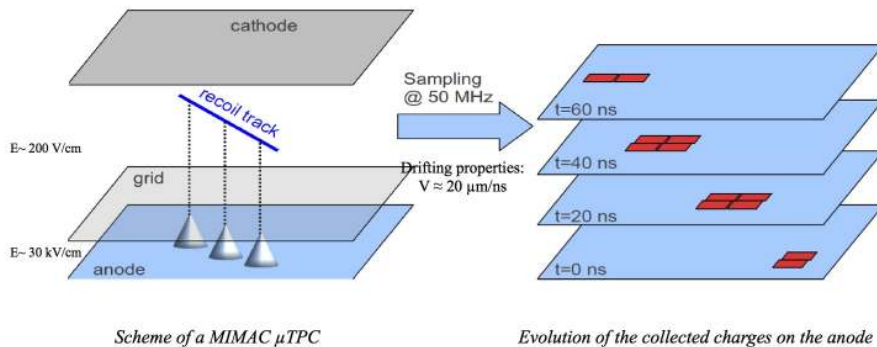 cathode
recoil track
E~ 200 V/cm
grid
E~ 30 kV/cm
anode
Scheme of a MIMAC μTPC
Sampling
@ 50 MHz
Drifting properties:
V ≈ 20 μm/ns
t=60 ns
t=40 ns
t=20 ns
t=0 ns
Evolution of the collected charges on the anode